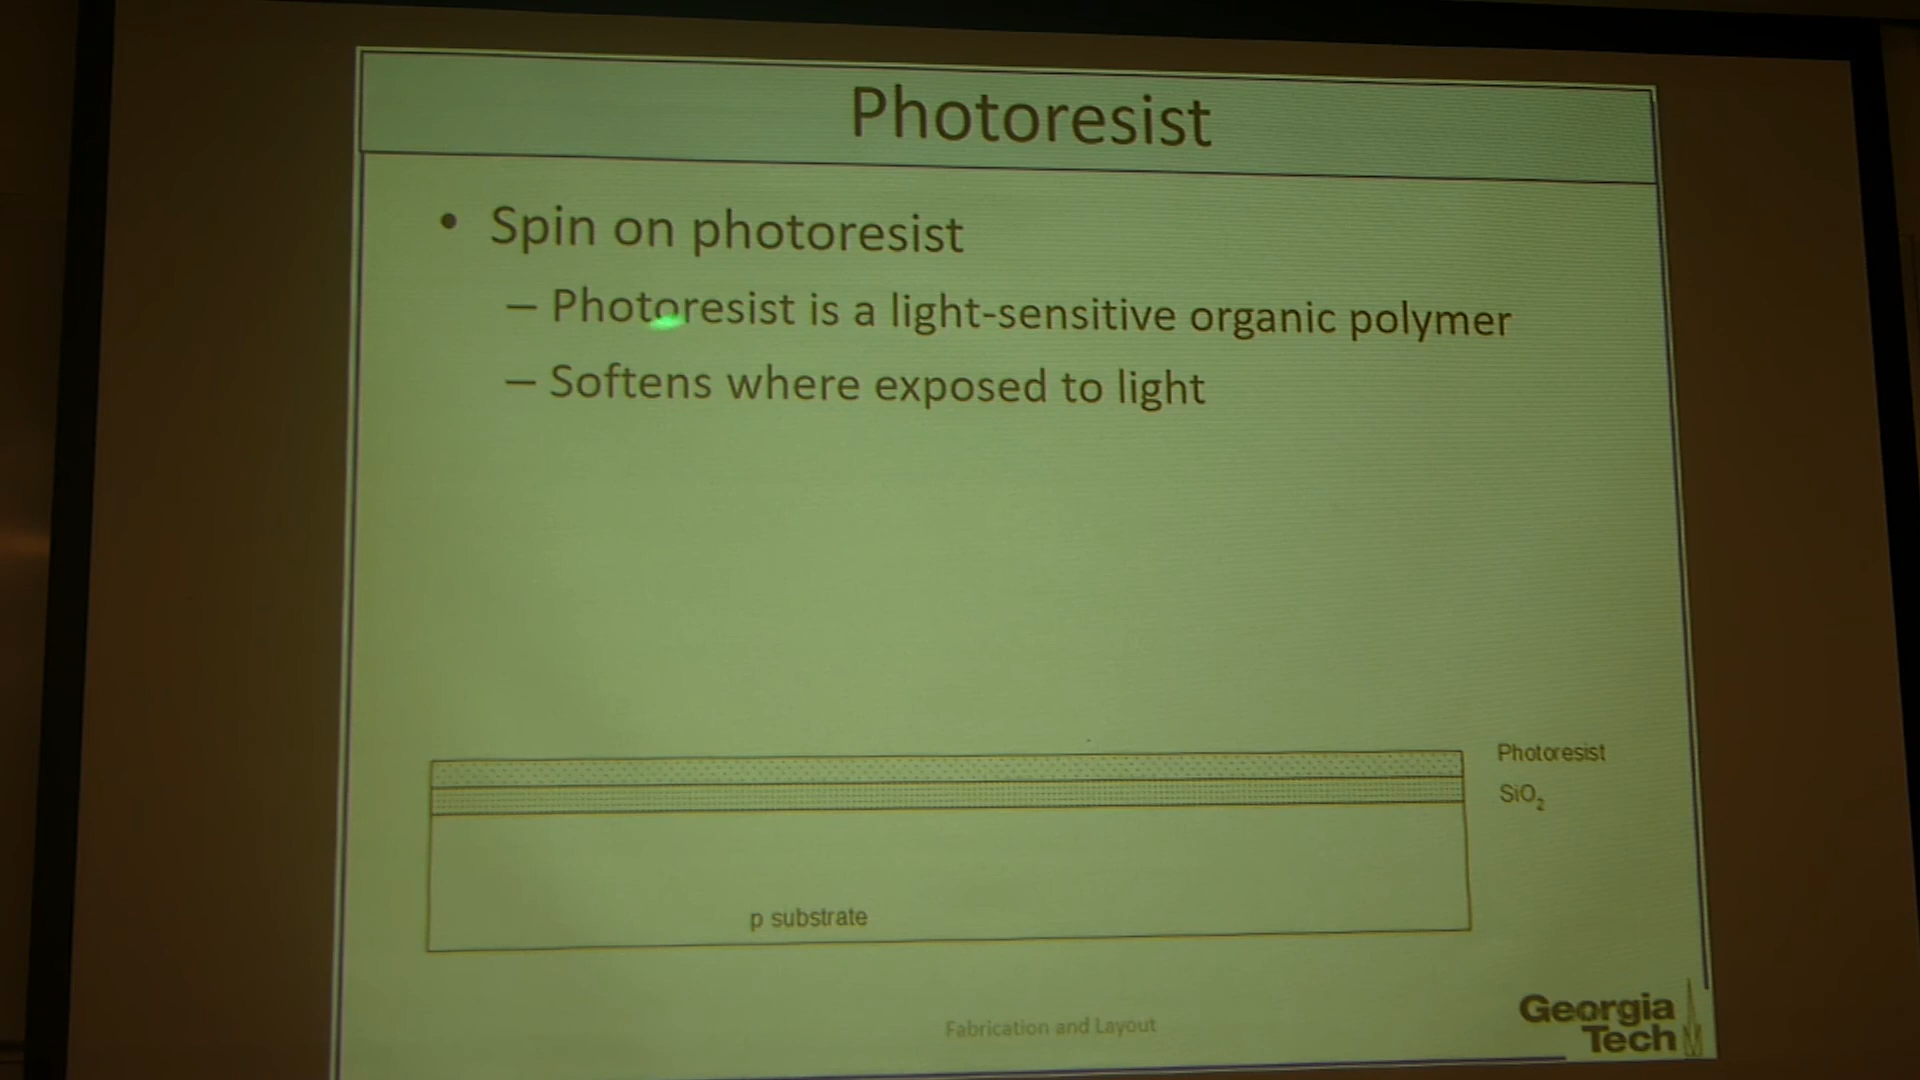 Photoresist
• Spin on photoresist
– Photoresist is a light-sensitive organic polymer
– Softens where exposed to light
Photoresist
SiO₂
p substrate
Fabrication and Layout
Georgia
Tech